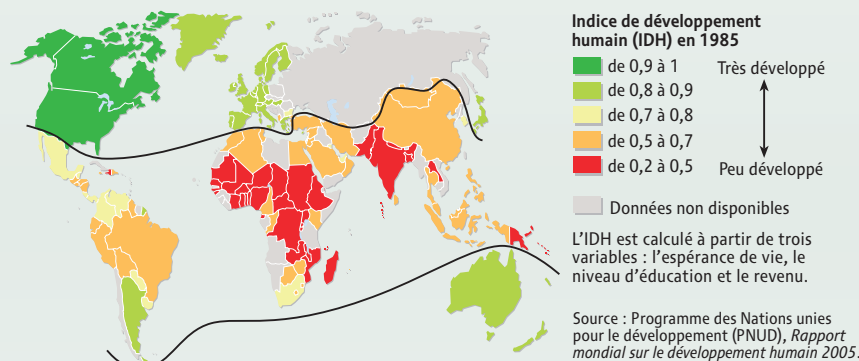 Indice de développement
humain (IDH) en 1985
de 0,9 à 1
Très développé
de 0,8 à 0,9
de 0,7 à 0,8
de 0,5 à 0,7
de 0,2 à 0,5
Peu développé
Données non disponibles
L'IDH est calculé à partir de trois
variables : l'espérance de vie, le
niveau d'éducation et le revenu.
Source : Programme des Nations unies
pour le développement (PNUD), Rapport
mondial sur le développement humain 2005.